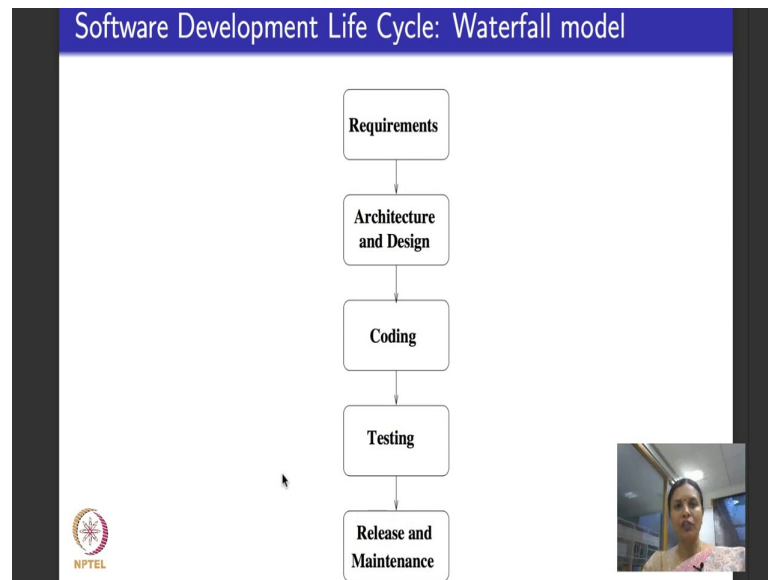 Software Development Life Cycle: Waterfall model
Requirements
Architecture
and Design
Coding
Testing
Release and
Maintenance
NPTEL